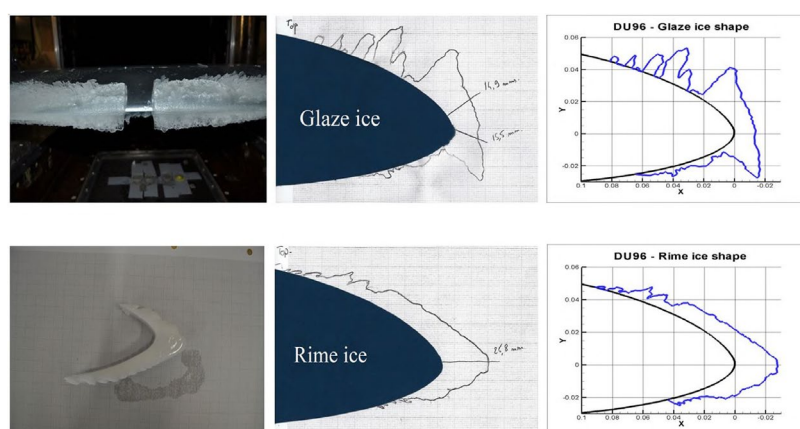 Top
Glaze ice
14,9 mm.
15,5 mm
DU96 - Glaze ice shape
0.06
0.04
0.02
0
-0.02
Y
0.1
0.08
0.06
0.04
0.02
0
-0.02
X
Top.
Rime ice
25,8 mm
DU96 - Rime ice shape
0.06
0.04
0.02
0
-0.02
Y
0.1
0.08
0.06
0.04
0.02
0
-0.02
X